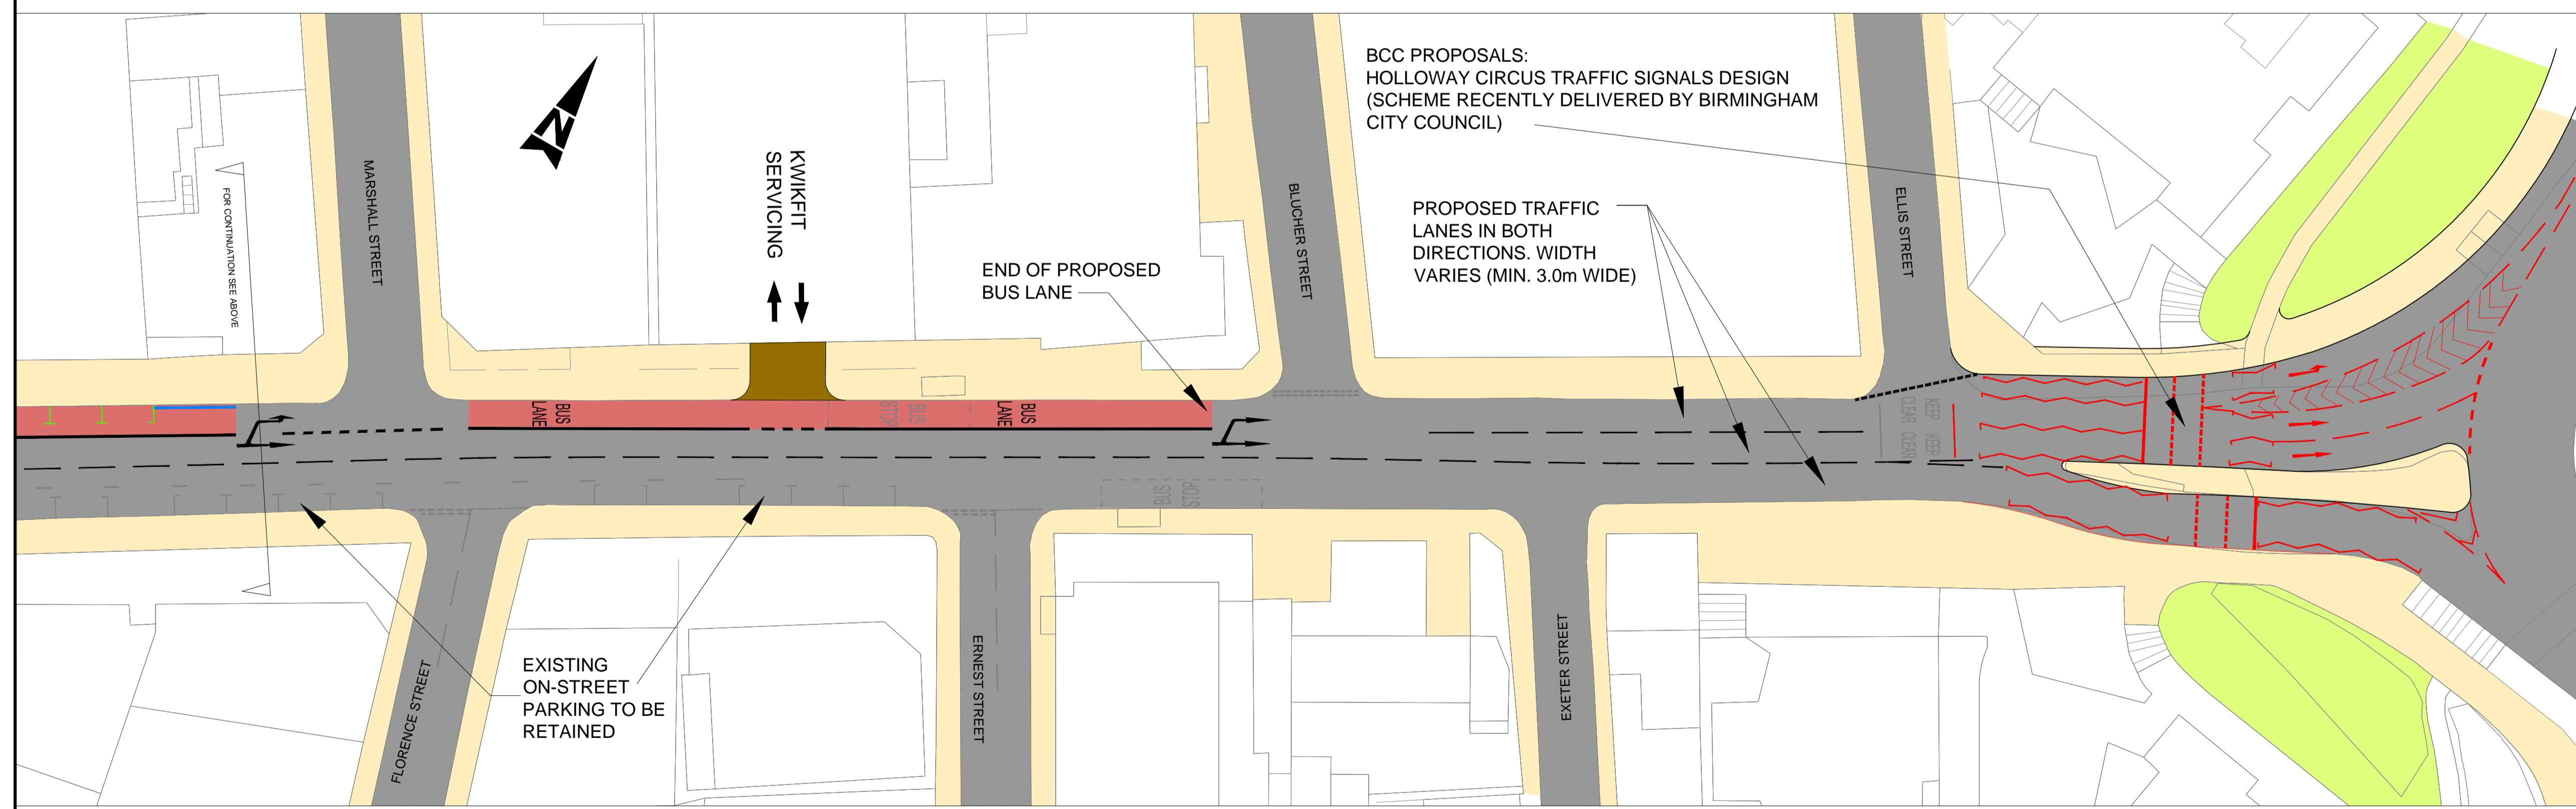 FOR CONTINUATION SEE ABOVE
MARSHALL STREET
N
KWIKFIT
SERVICING
END OF PROPOSED
BUS LANE
BLUCHER STREET
BCC PROPOSALS:
HOLLOWAY CIRCUS TRAFFIC SIGNALS DESIGN
(SCHEME RECENTLY DELIVERED BY BIRMINGHAM
CITY COUNCIL)
PROPOSED TRAFFIC
LANES IN BOTH
DIRECTIONS. WIDTH
VARIES (MIN. 3.0m WIDE)
ELLIS STREET
BUS
LANE
BUS
STOP
BUS
LANE
KEEP KEEP
CLEAR CLEAR
BUS
STOP
FLORENCE STREET
EXISTING
ON-STREET
PARKING TO BE
RETAINED
ERNEST STREET
EXETER STREET